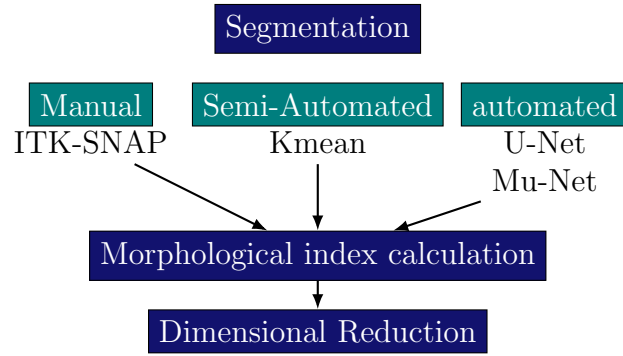 Segmentation
Manual Semi-Automated automated
ITK-SNAP Kmean U-Net
Mu-Net
Morphological index calculation
Dimensional Reduction